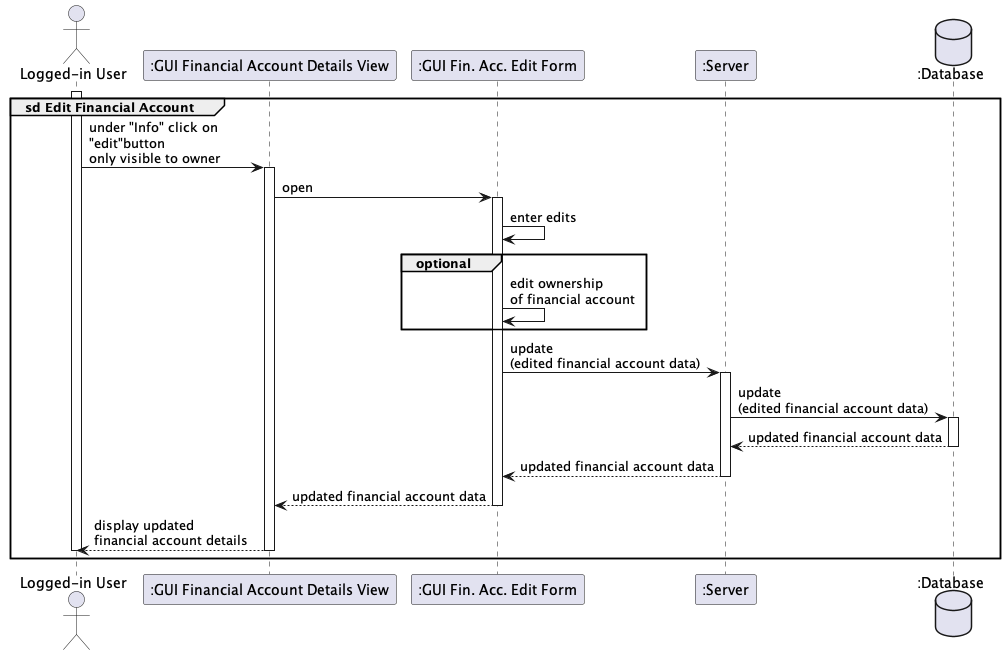 Logged-in User
:GUI Financial Account Details View
:GUI Fin. Acc. Edit Form
:Server
:Database
sd Edit Financial Account
under "Info" click on
"edit"button
only visible to owner
open
enter edits
optional
edit ownership
of financial account
update
(edited financial account data)
update
(edited financial account data)
updated financial account data
updated financial account data
updated financial account data
display updated
financial account details
Logged-in User
:GUI Financial Account Details View
:GUI Fin. Acc. Edit Form
:Server
:Database